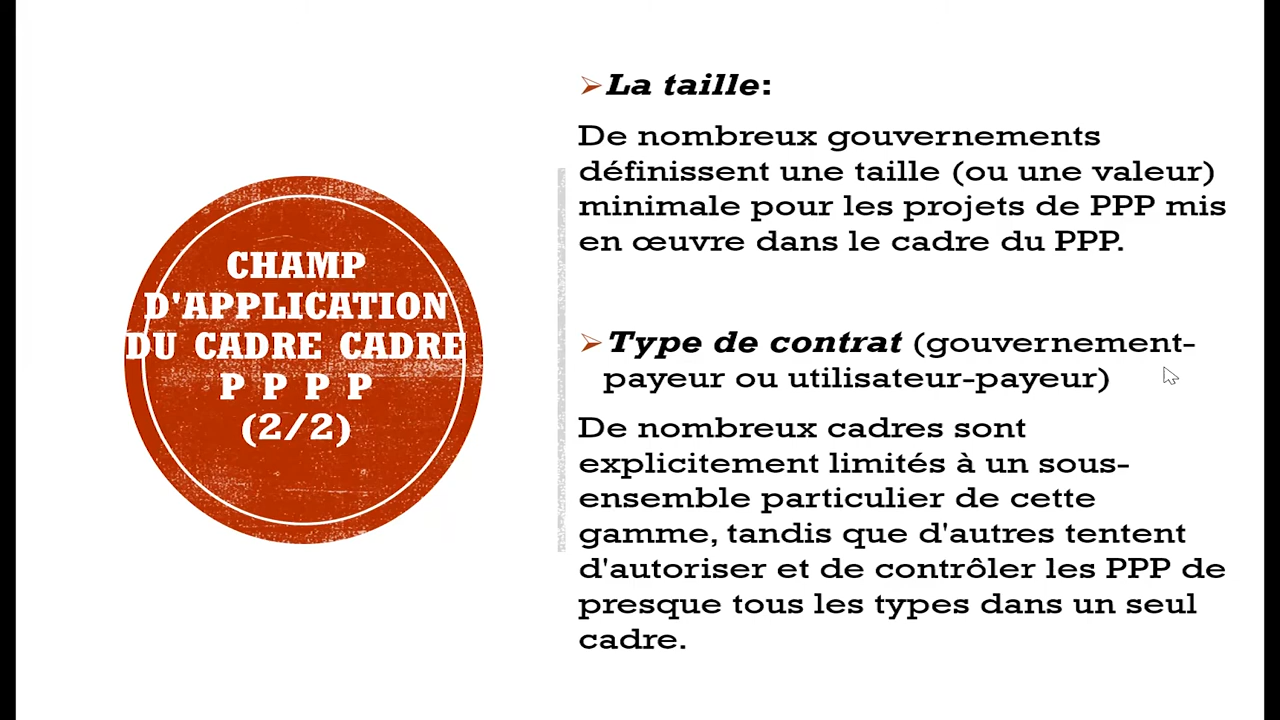 CHAMP
D'APPLICATION
DU CADRE CADRE
P P P P
(2/2)
La taille:
De nombreux gouvernements
définissent une taille (ou une valeur)
minimale pour les projets de PPP mis
en œuvre dans le cadre du PPP.
Type de contrat (gouvernement-
payeur ou utilisateur-payeur)
De nombreux cadres sont
explicitement limités à un sous-
ensemble particulier de cette
gamme, tandis que d'autres tentent
d'autoriser et de contrôler les PPP de
presque tous les types dans un seul
cadre.